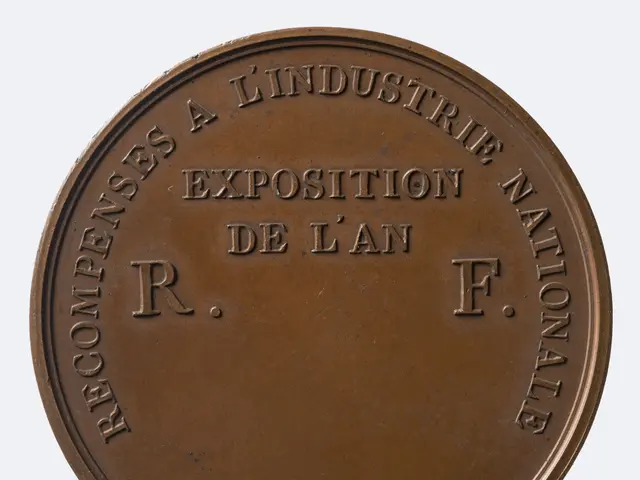 RECOMPENSES A L'INDUSTRIE NATIONALE
EXPOSITION
DE L'AN
R. F.